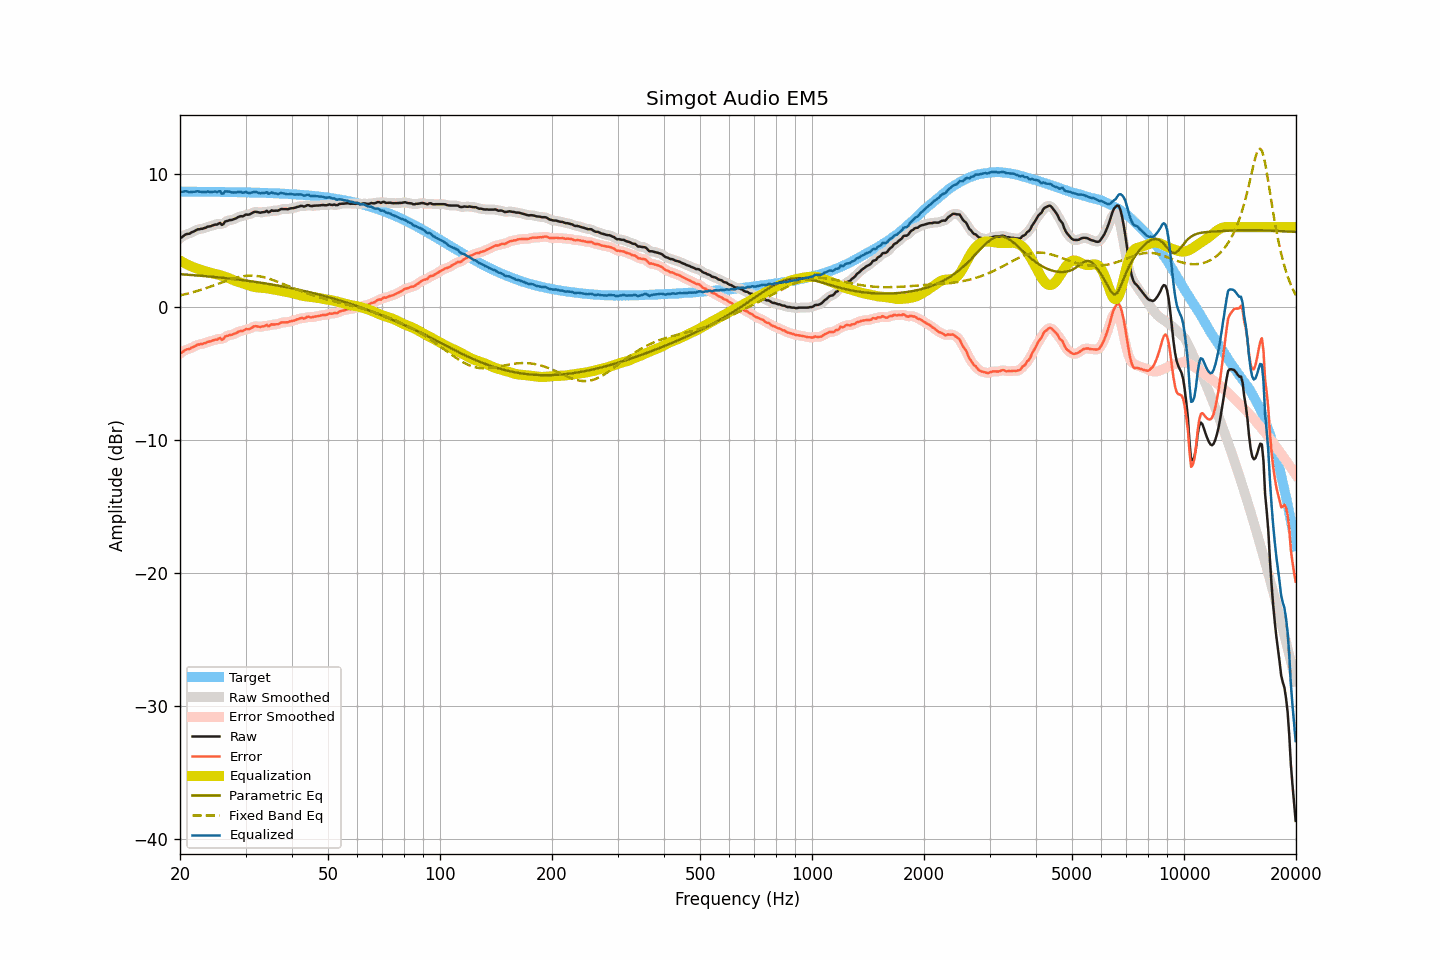 Simgot Audio EM5
Amplitude (dBr)
10
0
−10
−20
−30
−40
Target
Raw Smoothed
Error Smoothed
Raw
Error
Equalization
Parametric Eq
Fixed Band Eq
Equalized
20 50 100 200 500 1000 2000 5000 10000 20000
Frequency (Hz)